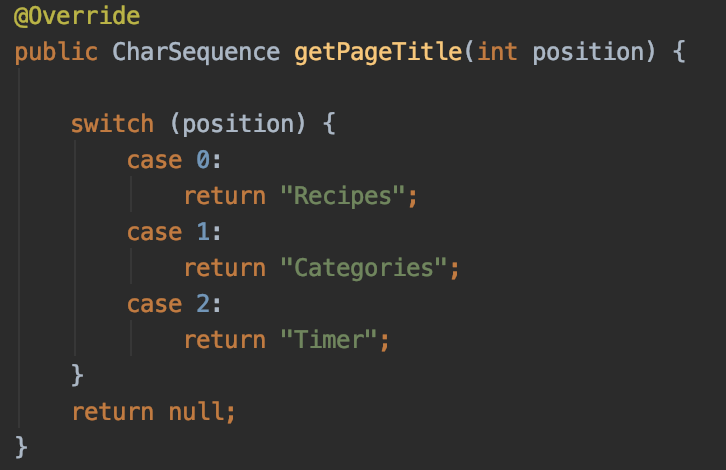 @Override
public CharSequence getPageTitle(int position) {
switch (position) {
case 0:
return "Recipes";
case 1:
return "Categories";
case 2:
return "Timer";
}
return null;
}